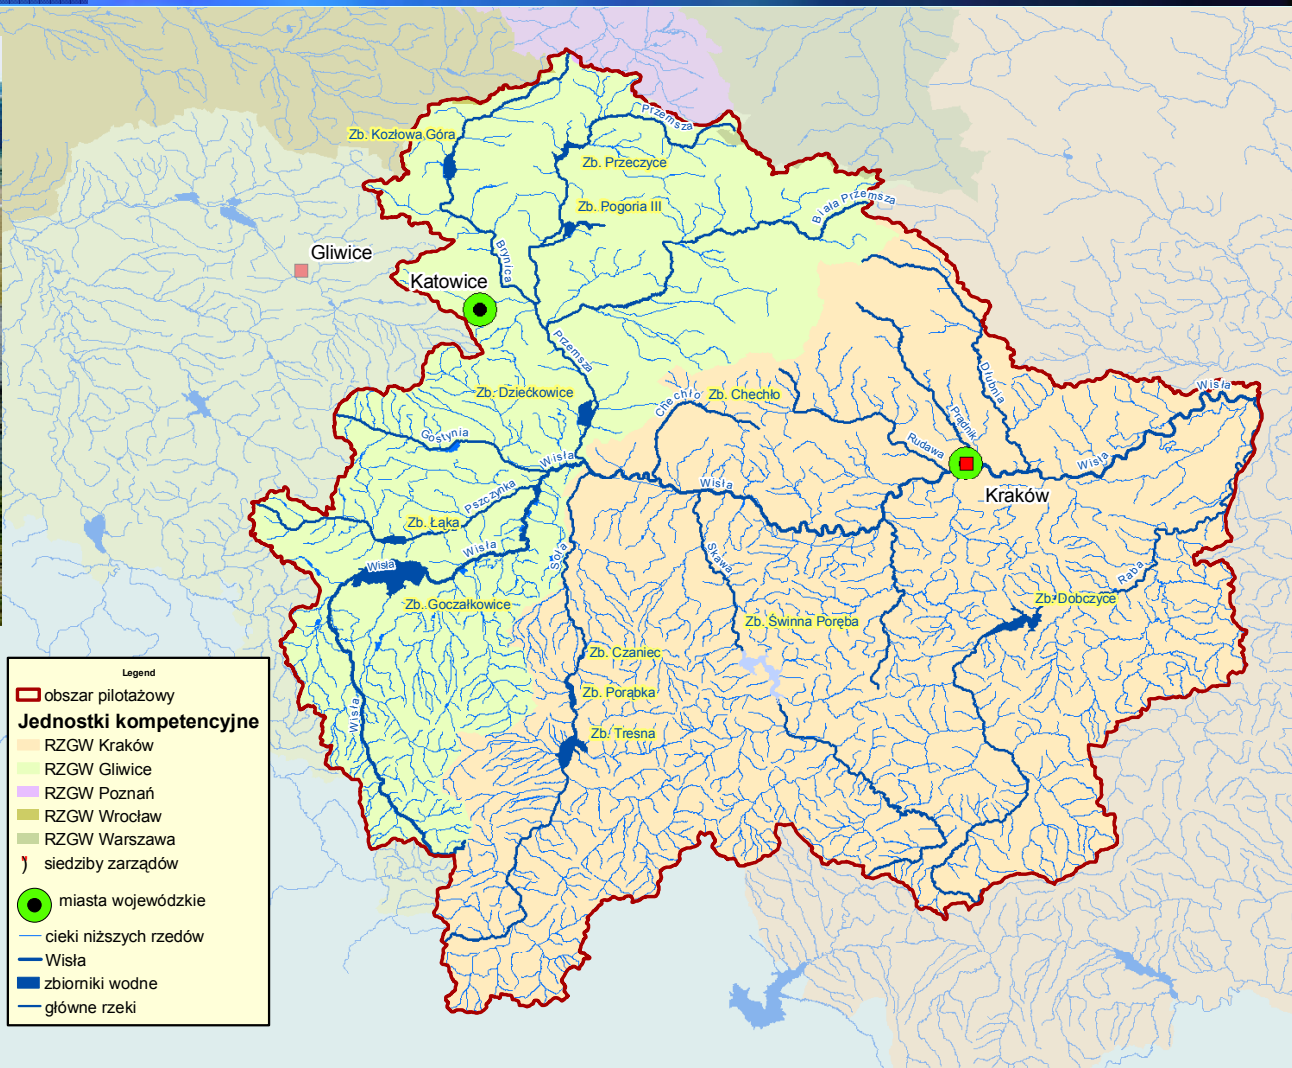 Przemsza
Zb. Kozłowa Góra
Zb. Przeczyce
Biała Przemsza
Zb. Pogoria III
Brynica
Gliwice
Katowice
Przemsza
Dłubnia
Wisła
Zb. Dziećkowice
Chechło
Zb. Chechło
Prądnik
Gostynia
Rudawa
Wisła
Wisła
Wisła
Pszczynka
Kraków
Zb. Łąka
Wisła
Soła
Skawa
Wisła
Raba
Zb. Goczałkowice
Zb. Dobczyce
Zb. Świnna Poręba
Zb. Czaniec
Zb. Porąbka
Wisła
Zb. Tresna
Legend
obszar pilotażowy
Jednostki kompetencyjne
RZGW Kraków
RZGW Gliwice
RZGW Poznań
RZGW Wrocław
RZGW Warszawa
siedziby zarządów
miasta wojewódzkie
cieki niższych rzedów
Wisła
zbiorniki wodne
główne rzeki